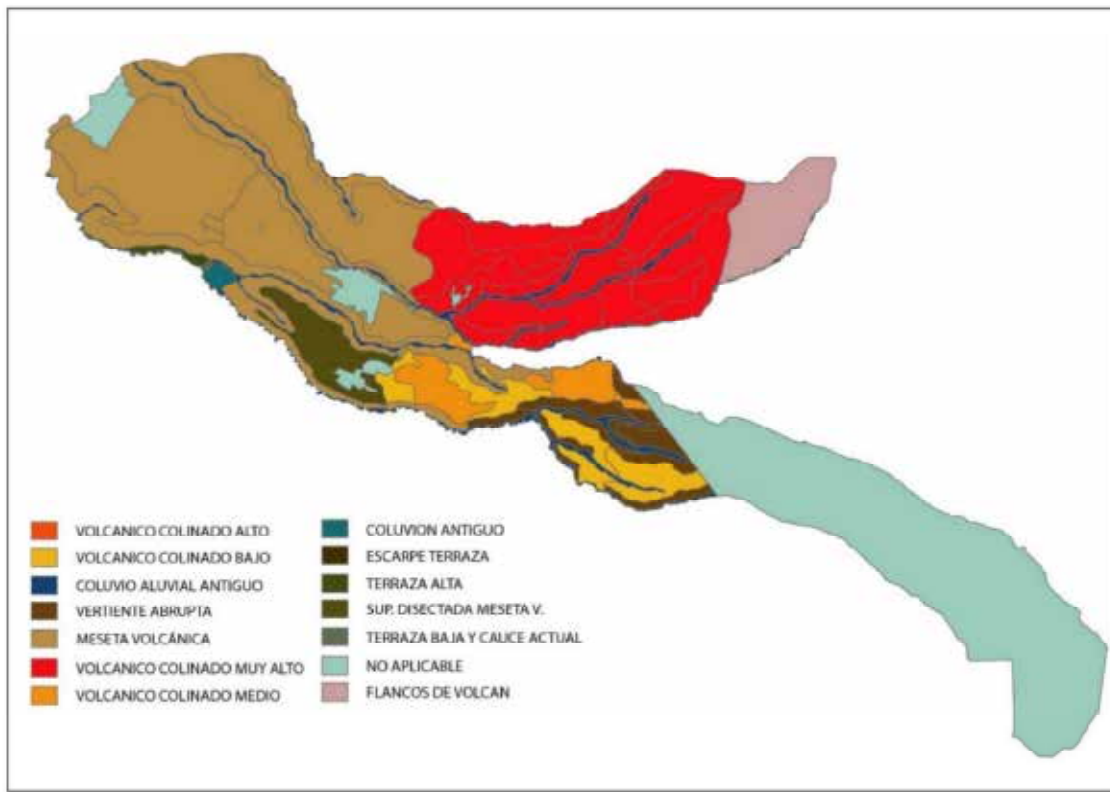 VOLCANICO COLINADO ALTO
VOLCANICO COLINADO BAJO
COLUVIO ALUVIAL ANTIGUO
VERTIENTE ABRUPTA
MESETA VOLCÁNICA
VOLCANICO COLINADO MUY ALTO
VOLCANICO COLINADO MEDIO
COLUVION ANTIGUO
ESCARPE TERRAZA
TERRAZA ALTA
SUP. DISECTADA MESETA V.
TERRAZA BAJA Y CAUCE ACTUAL
NO APLICABLE
FLANCOS DE VOLCAN